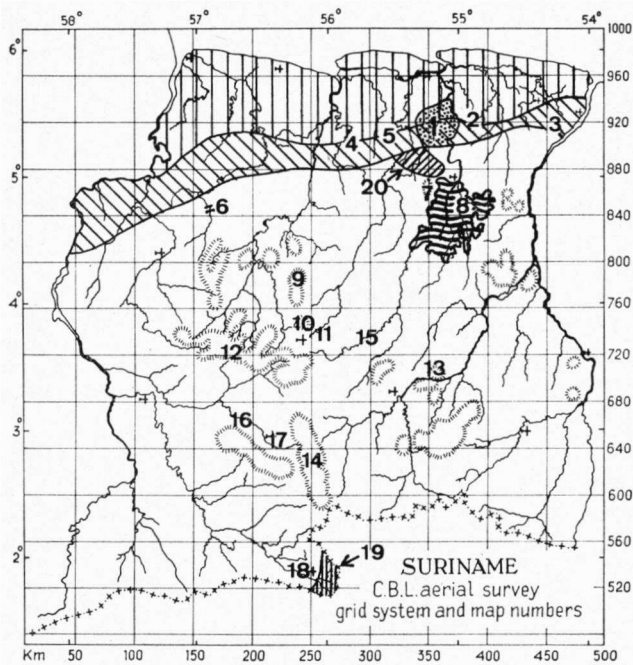 58° 57° 56° 55° 54°
6° 1000
960
1 2 3 920
4 5 880
5° 20 7
6 8 840
9 800
4° 760
10 11 15
12 720
13
680
16
3° 17 640
14
600
560
2° 18 19 520
SURINAME
C.B.L. aerial survey
grid system and map numbers
Km 50 100 150 200 250 300 350 400 450 500